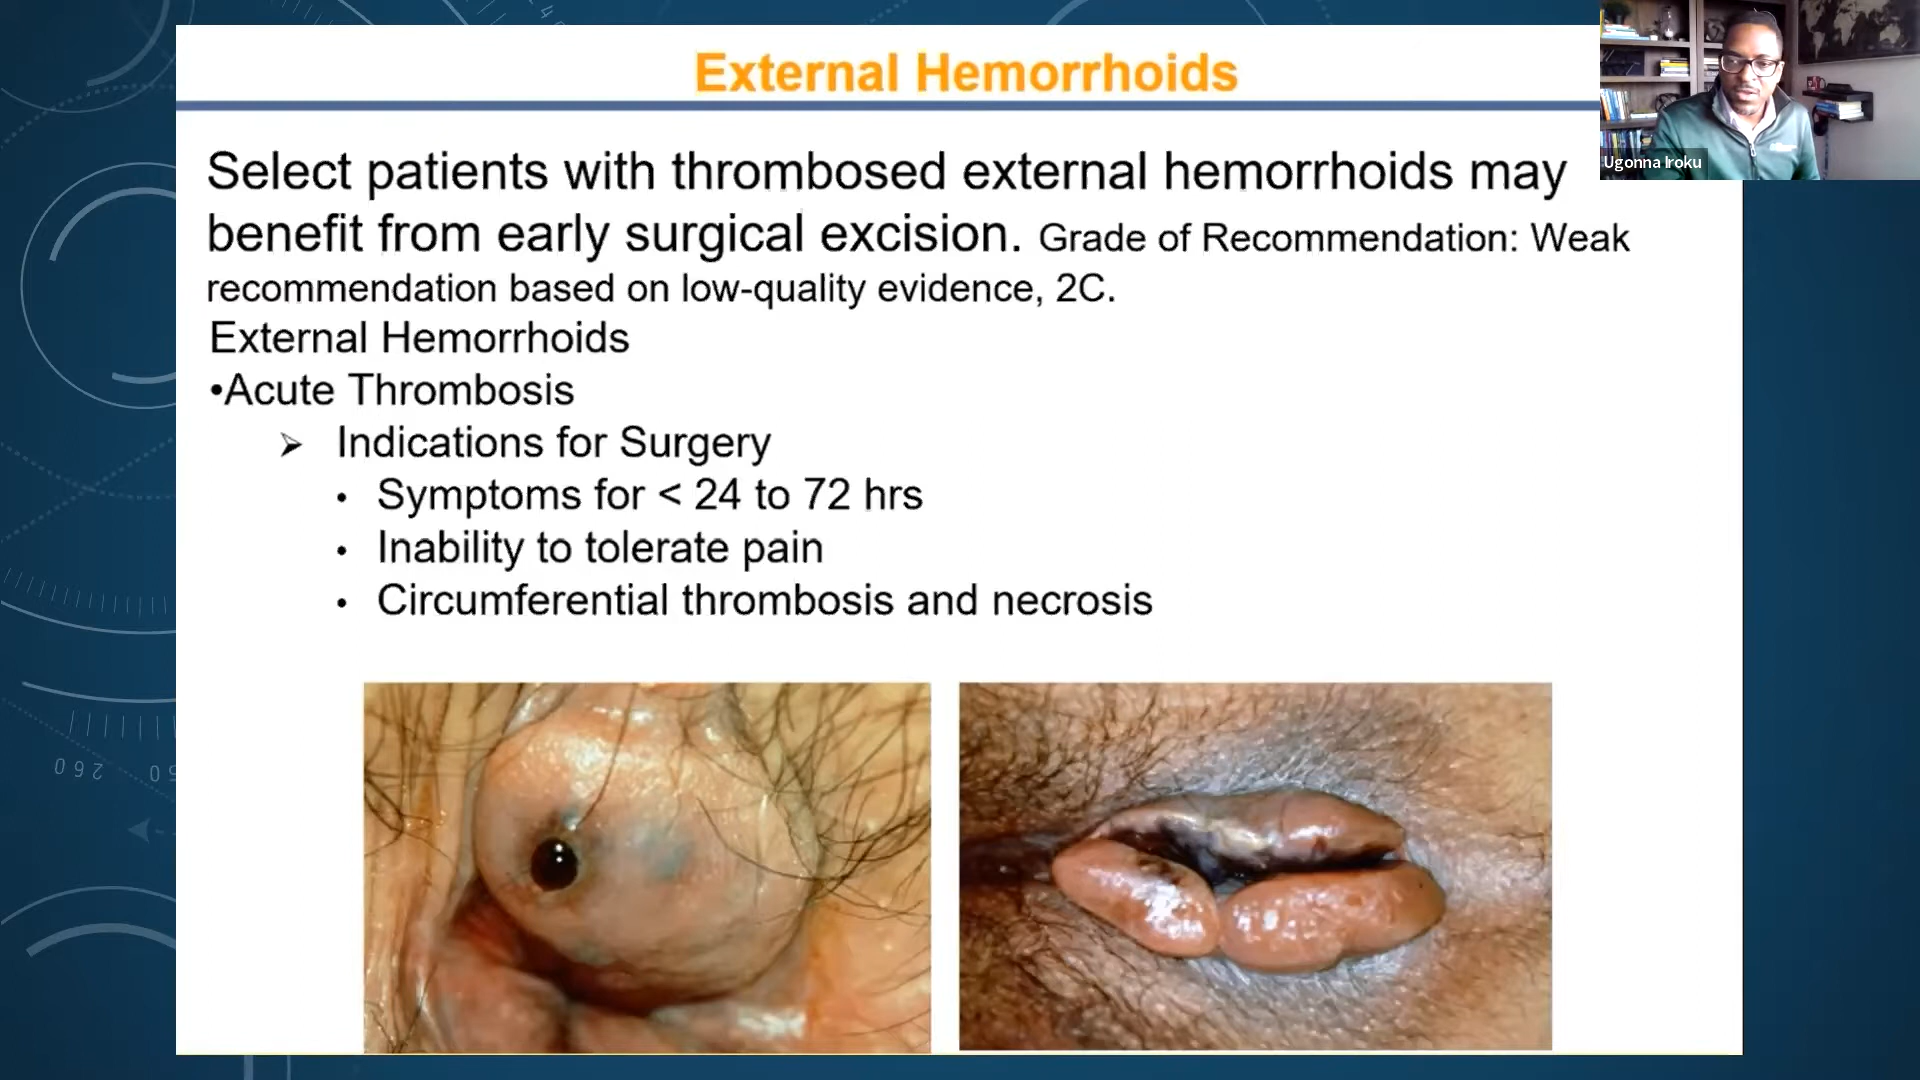 External Hemorrhoids
Ugonna Iroku
Select patients with thrombosed external hemorrhoids may
benefit from early surgical excision. Grade of Recommendation: Weak
recommendation based on low-quality evidence, 2C.
External Hemorrhoids
•Acute Thrombosis
➢ Indications for Surgery
• Symptoms for < 24 to 72 hrs
• Inability to tolerate pain
• Circumferential thrombosis and necrosis
260